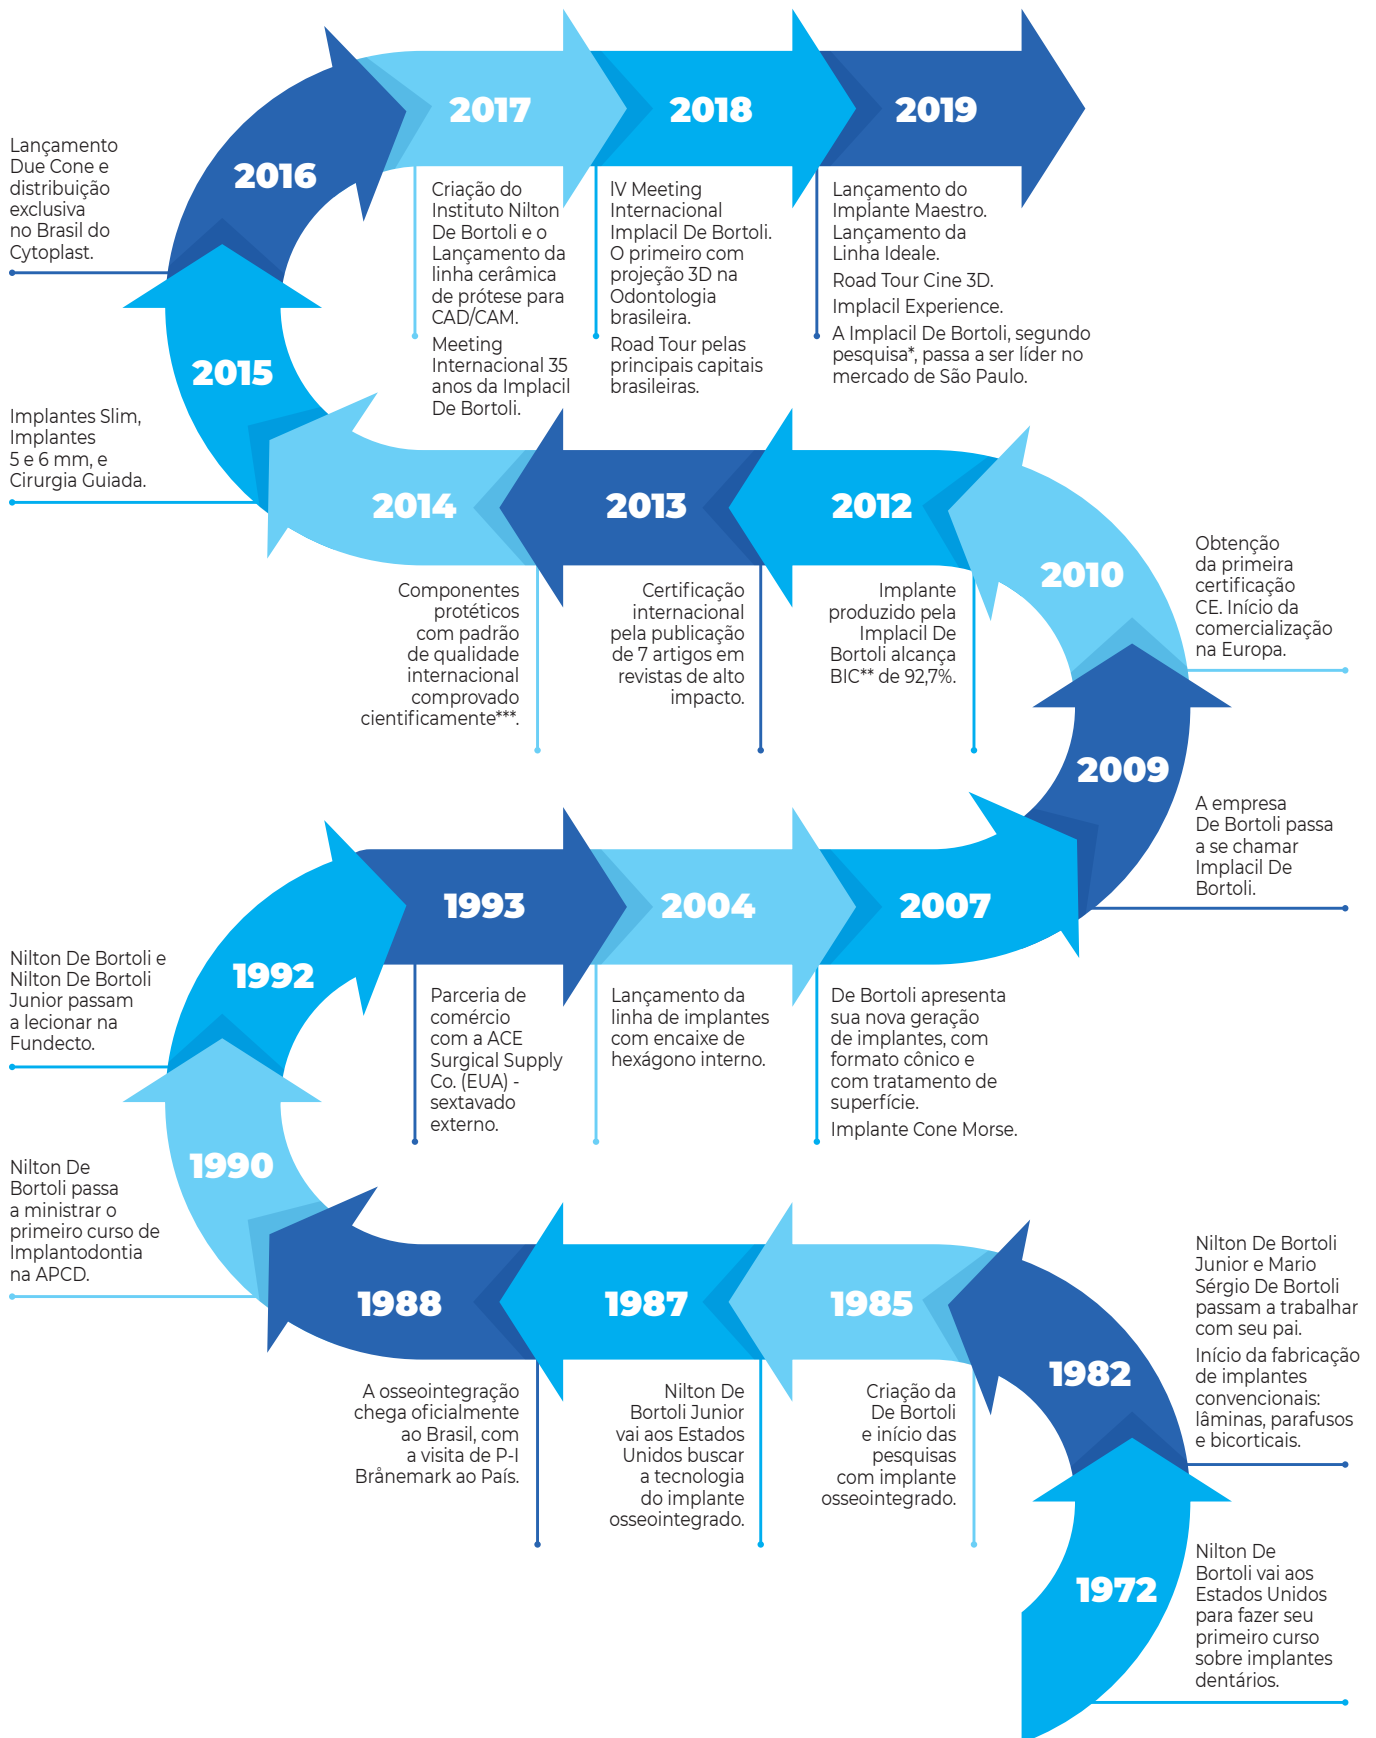 2017
2018
2019
2016
Lançamento
Due Cone e
distribuição
exclusiva
no Brasil do
Cytoplast.
Criação do
Instituto Nilton
De Bortoli e o
Lançamento da
linha cerâmica
de prótese para
CAD/CAM.
Meeting
Internacional 35
anos da Implacil
De Bortoli.
IV Meeting
Internacional
Implacil De Bortoli.
O primeiro com
projeção 3D na
Odontologia
brasileira.
Road Tour pelas
principais capitais
brasileiras.
Lançamento do
Implante Maestro.
Lançamento da
Linha Ideale.
Road Tour Cine 3D.
Implacil Experience.
A Implacil De Bortoli, segundo
pesquisa*, passa a ser líder no
mercado de São Paulo.
2015
Implantes Slim,
Implantes
5 e 6 mm, e
Cirurgia Guiada.
2014
2013
2012
2010
Componentes
protéticos
com padrão
de qualidade
internacional
comprovado
cientificamente***.
Certificação
internacional
pela publicação
de 7 artigos em
revistas de alto
impacto.
Implante
produzido pela
Implacil De
Bortoli alcança
BIC** de 92,7%.
Obtenção
da primeira
certificação
CE. Início da
comercialização
na Europa.
2009
A empresa
De Bortoli passa
a se chamar
Implacil De
Bortoli.
1993
2004
2007
1992
Nilton De Bortoli e
Nilton De Bortoli
Junior passam
a lecionar na
Fundecto.
Parceria de
comércio
com a ACE
Surgical Supply
Co. (EUA) -
sextavado
externo.
Lançamento da
linha de implantes
com encaixe de
hexágono interno.
De Bortoli apresenta
sua nova geração
de implantes, com
formato cônico e
com tratamento de
superfície.
Implante Cone Morse.
1990
Nilton De
Bortoli passa
a ministrar o
primeiro curso de
Implantodontia
na APCD.
1988
1987
1985
1982
A osseointegração
chega oficialmente
ao Brasil, com
a visita de P-I
Brånemark ao País.
Nilton De
Bortoli Junior
vai aos Estados
Unidos buscar
a tecnologia
do implante
osseointegrado.
Criação da
De Bortoli
e início das
pesquisas
com implante
osseointegrado.
Nilton De Bortoli
Junior e Mario
Sérgio De Bortoli
passam a trabalhar
com seu pai.
Início da fabricação
de implantes
convencionais:
lâminas, parafusos
e bicorticais.
1972
Nilton De
Bortoli vai aos
Estados Unidos
para fazer seu
primeiro curso
sobre implantes
dentários.